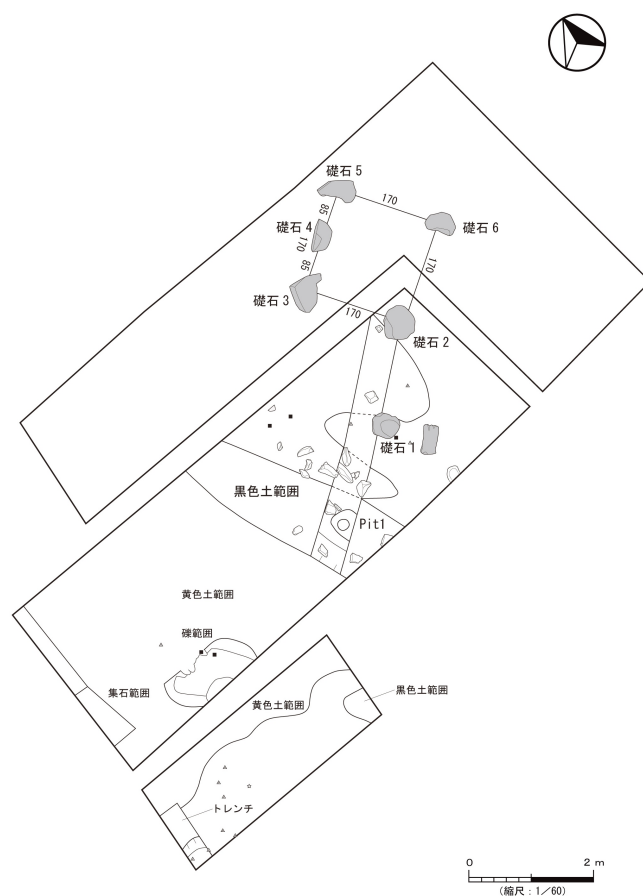 礎石 5
170
85
礎石 4
礎石 6
170
85
170
礎石 3
170
礎石 2
礎石 1
黒色土範囲
Pit1
黄色土範囲
礫範囲
集石範囲
黒色土範囲
黄色土範囲
トレンチ
0
2 m
(縮尺:1/60)